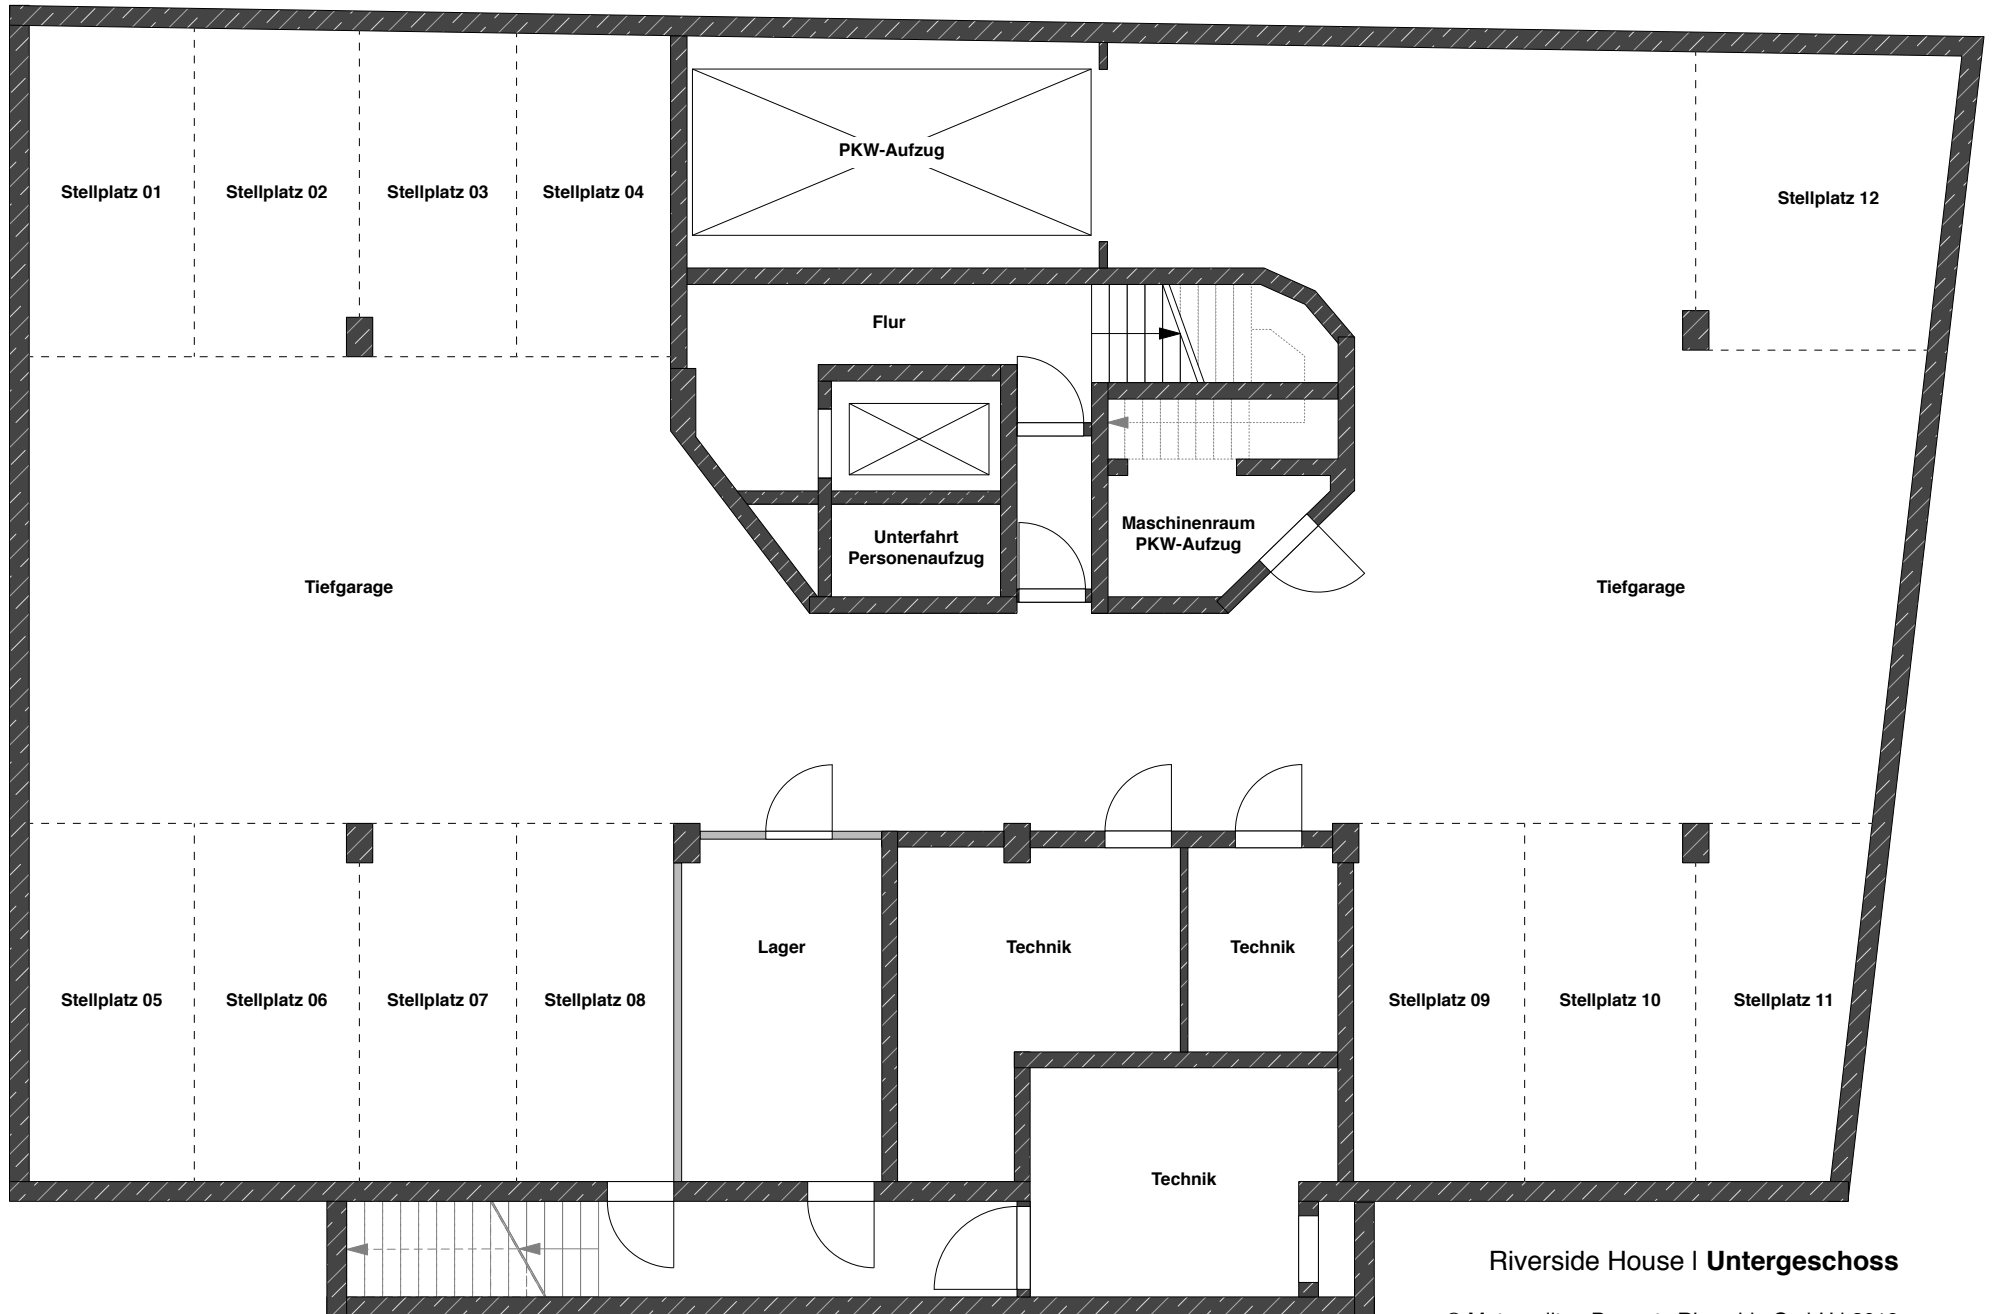 PKW-Aufzug
Stellplatz 01
Stellplatz 02
Stellplatz 03
Stellplatz 04
Stellplatz 12
Flur
Unterfahrt
Personenaufzug
Maschinenraum
PKW-Aufzug
Tiefgarage
Tiefgarage
Lager
Technik
Technik
Stellplatz 05
Stellplatz 06
Stellplatz 07
Stellplatz 08
Stellplatz 09
Stellplatz 10
Stellplatz 11
Technik
Riverside House I Untergeschoss